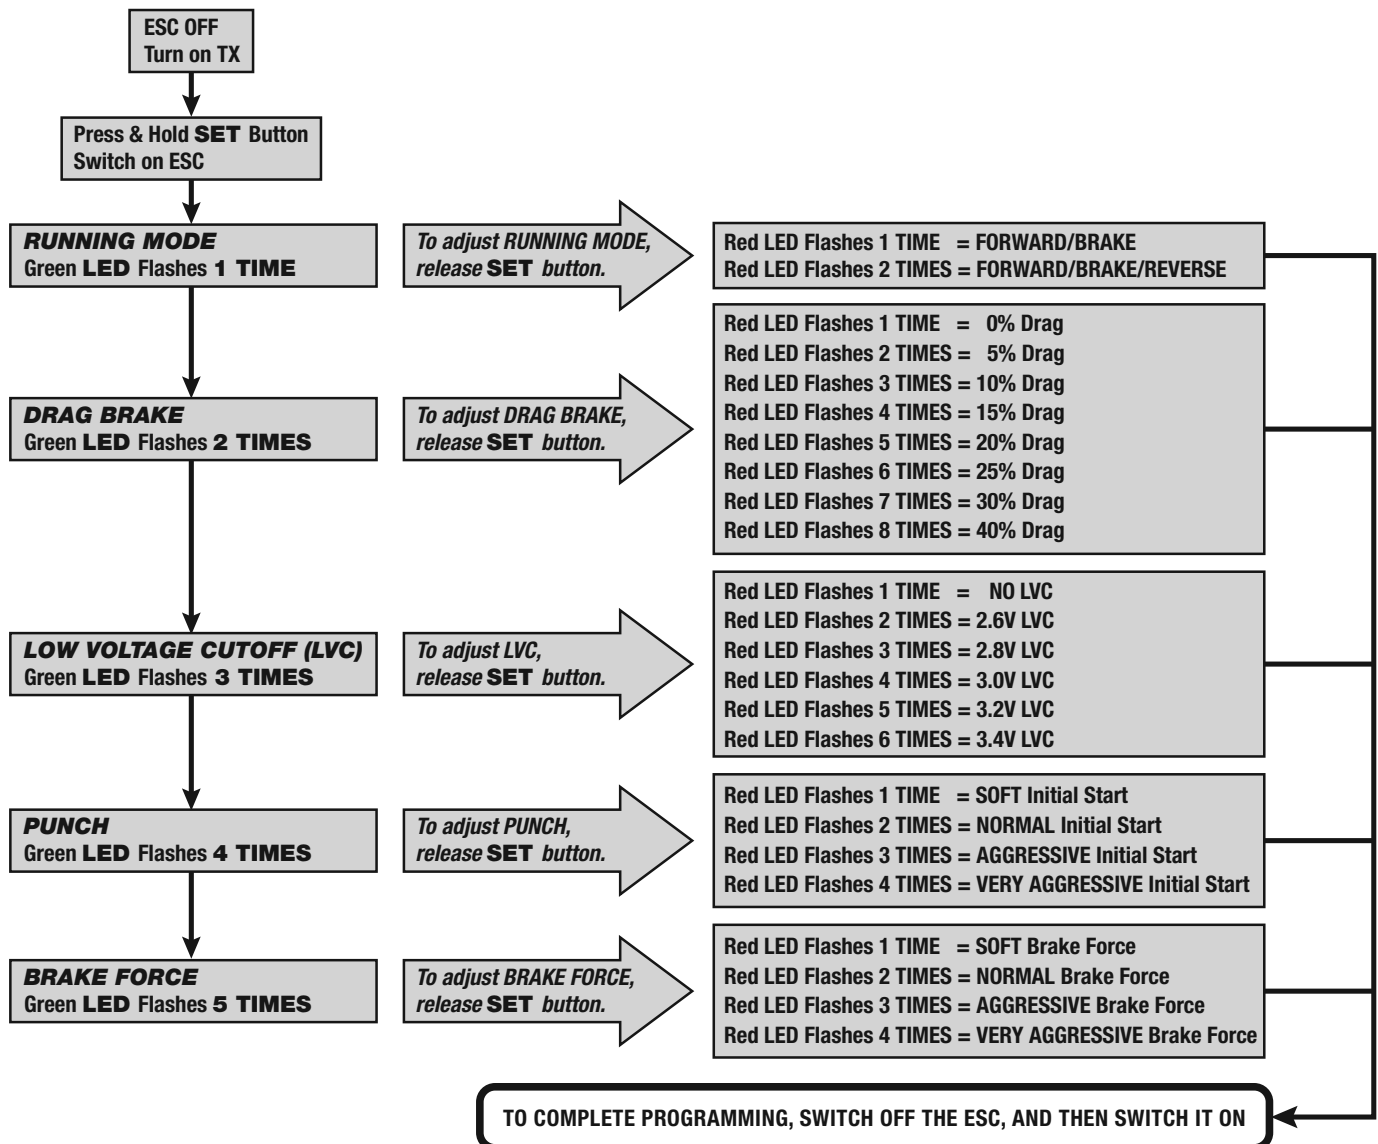 ESC OFF
Turn on TX
Press & Hold SET Button
Switch on ESC
RUNNING MODE
Green LED Flashes 1 TIME
To adjust RUNNING MODE,
release SET button.
Red LED Flashes 1 TIME = FORWARD/BRAKE
Red LED Flashes 2 TIMES = FORWARD/BRAKE/REVERSE
DRAG BRAKE
Green LED Flashes 2 TIMES
To adjust DRAG BRAKE,
release SET button.
Red LED Flashes 1 TIME = 0% Drag
Red LED Flashes 2 TIMES = 5% Drag
Red LED Flashes 3 TIMES = 10% Drag
Red LED Flashes 4 TIMES = 15% Drag
Red LED Flashes 5 TIMES = 20% Drag
Red LED Flashes 6 TIMES = 25% Drag
Red LED Flashes 7 TIMES = 30% Drag
Red LED Flashes 8 TIMES = 40% Drag
LOW VOLTAGE CUTOFF (LVC)
Green LED Flashes 3 TIMES
To adjust LVC,
release SET button.
Red LED Flashes 1 TIME = NO LVC
Red LED Flashes 2 TIMES = 2.6V LVC
Red LED Flashes 3 TIMES = 2.8V LVC
Red LED Flashes 4 TIMES = 3.0V LVC
Red LED Flashes 5 TIMES = 3.2V LVC
Red LED Flashes 6 TIMES = 3.4V LVC
PUNCH
Green LED Flashes 4 TIMES
To adjust PUNCH,
release SET button.
Red LED Flashes 1 TIME = SOFT Initial Start
Red LED Flashes 2 TIMES = NORMAL Initial Start
Red LED Flashes 3 TIMES = AGGRESSIVE Initial Start
Red LED Flashes 4 TIMES = VERY AGGRESSIVE Initial Start
BRAKE FORCE
Green LED Flashes 5 TIMES
To adjust BRAKE FORCE,
release SET button.
Red LED Flashes 1 TIME = SOFT Brake Force
Red LED Flashes 2 TIMES = NORMAL Brake Force
Red LED Flashes 3 TIMES = AGGRESSIVE Brake Force
Red LED Flashes 4 TIMES = VERY AGGRESSIVE Brake Force
TO COMPLETE PROGRAMMING, SWITCH OFF THE ESC, AND THEN SWITCH IT ON